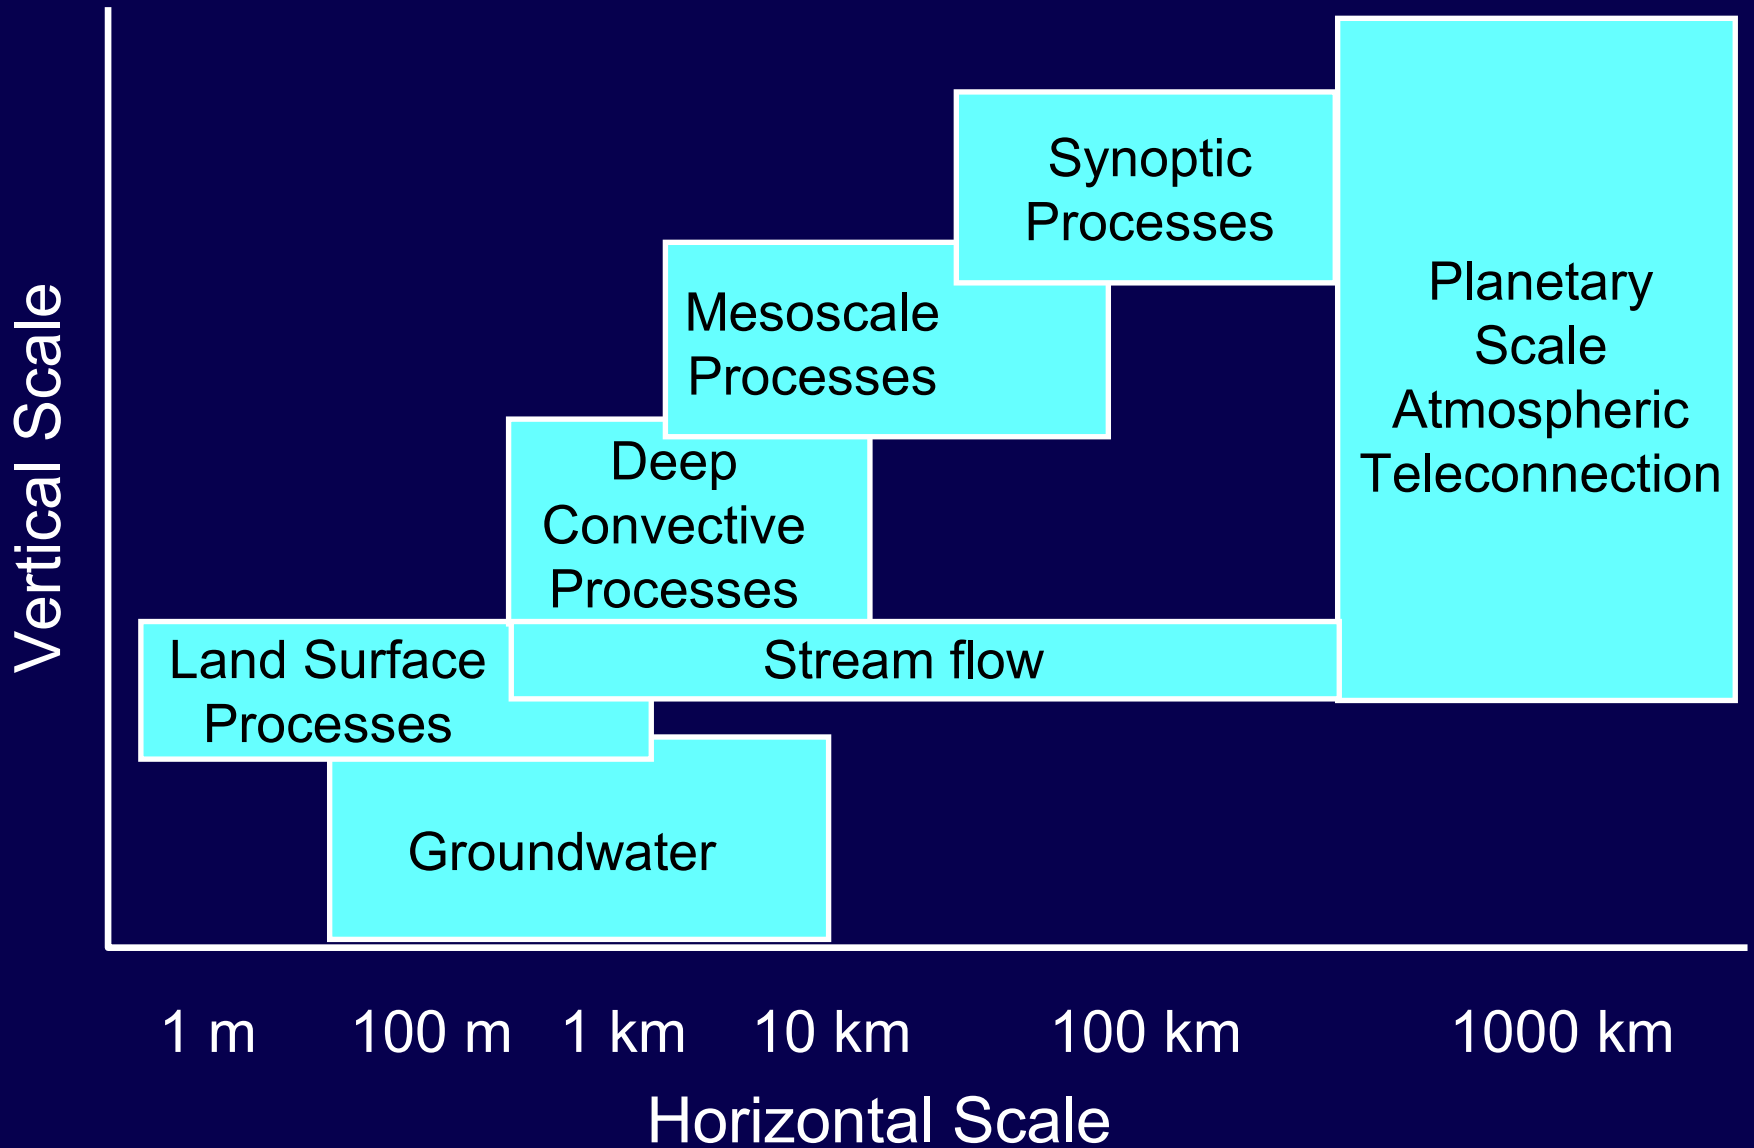 Vertical Scale
Synoptic
Processes
Planetary
Scale
Atmospheric
Teleconnection
Mesoscale
Processes
Deep
Convective
Processes
Land Surface
Processes
Stream flow
Groundwater
1 m 100 m 1 km 10 km 100 km 1000 km
Horizontal Scale